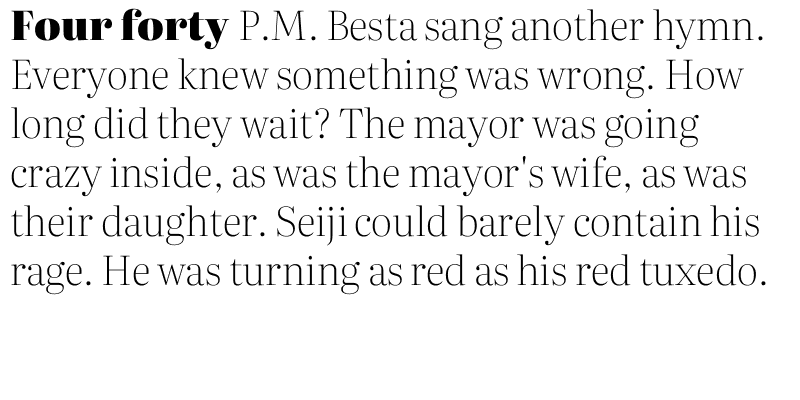 Four forty P.M. Besta sang another hymn.
Everyone knew something was wrong. How
long did they wait? The mayor was going
crazy inside, as was the mayor's wife, as was
their daughter. Seiji could barely contain his
rage. He was turning as red as his red tuxedo.